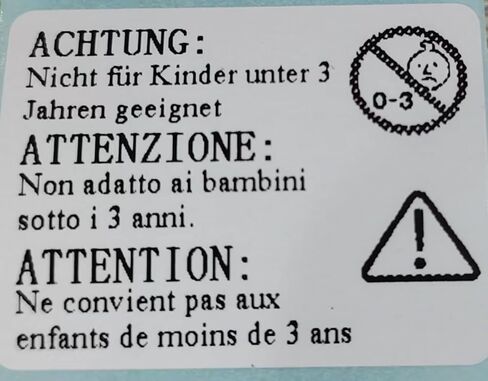 ACHTUNG:
Nicht für Kinder unter 3
Jahren geeignet
0-3
ATTENZIONE:
Non adatto ai bambini
sotto i 3 anni.
ATTENTION:
Ne convient pas aux
enfants de moins de 3 ans